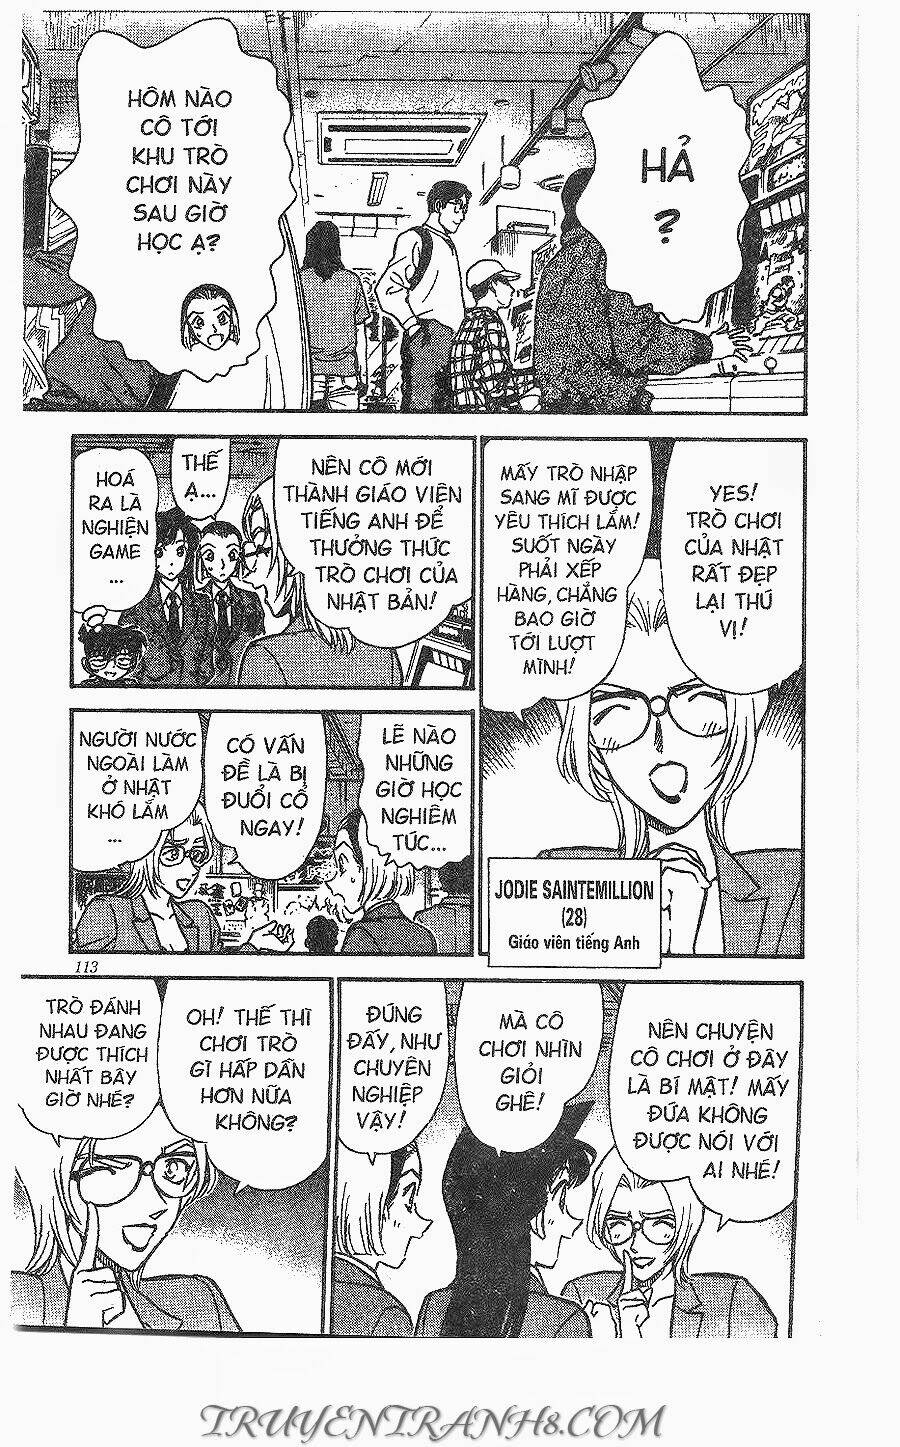 HẢ
?
HÔM NÀO
CÔ TỚI
KHU TRÒ
CHƠI NÀY
SAU GIỜ
HỌC Ạ?
YES!
TRÒ CHƠI
CỦA NHẬT
RẤT ĐẸP
LẠI THÚ
VỊ!
MẤY TRÒ NHẬP
SANG MĨ ĐƯỢC
YÊU THÍCH LẮM!
SUỐT NGÀY
PHẢI XẾP
HÀNG, CHẲNG
BAO GIỜ
TỚI LƯỢT
MÌNH!
JODIE SAINTEMILLION
(28)
Giáo viên tiếng Anh
NÊN CÔ MỚI
THÀNH GIÁO VIÊN
TIẾNG ANH ĐỂ
THƯỞNG THỨC
TRÒ CHƠI CỦA
NHẬT BẢN!
THẾ
Ạ...
HOÁ
RA LÀ
NGHIỆN
GAME
...
LẼ NÀO
NHỮNG
GIỜ HỌC
NGHIÊM
TÚC...
CÓ VẤN
ĐỀ LÀ BỊ
ĐUỔI CỔ
NGAY!
NGƯỜI NƯỚC
NGOÀI LÀM
Ở NHẬT
KHÓ LẮM
...
113
NÊN CHUYỆN
CÔ CHƠI Ở ĐÂY
LÀ BÍ MẬT! MẤY
ĐỨA KHÔNG
ĐƯỢC NÓI VỚI
AI NHÉ!
MÀ CÔ
CHƠI NHÌN
GIỎI
GHÊ!
ĐÚNG
ĐẤY, NHƯ
CHUYÊN
NGHIỆP
VẬY!
OH! THẾ THÌ
CHƠI TRÒ
GÌ HẤP DẪN
HƠN NỮA
KHÔNG?
TRÒ ĐÁNH
NHAU ĐANG
ĐƯỢC THÍCH
NHẤT BÂY
GIỜ NHÉ?
TRUYENTRANH8.COM